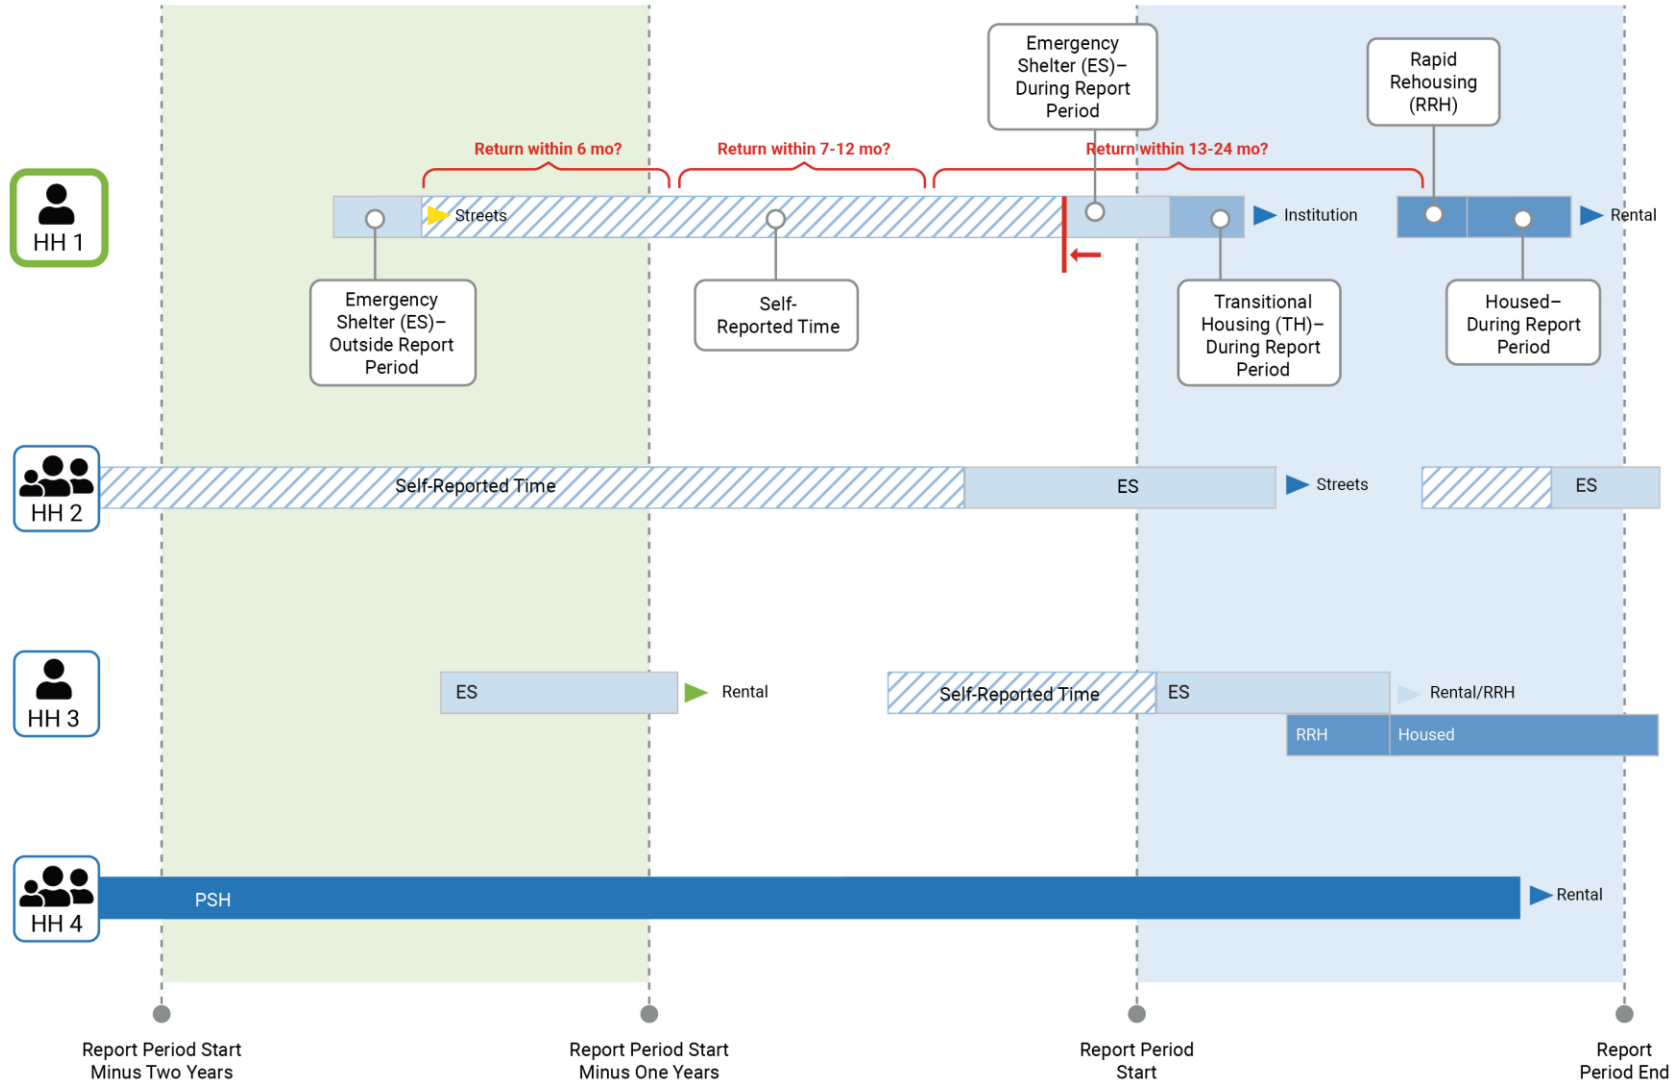 Emergency
Shelter (ES)–
During Report
Period
Rapid
Rehousing
(RRH)
Return within 6 mo?
Return within 7-12 mo?
Return within 13-24 mo?
HH 1
Streets
Institution
Rental
Emergency
Shelter (ES)–
Outside Report
Period
Self-
Reported Time
Transitional
Housing (TH)–
During Report
Period
Housed–
During Report
Period
HH 2
Self-Reported Time
ES
Streets
ES
HH 3
ES
Rental
Self-Reported Time
ES
Rental/RRH
RRH
Housed
HH 4
PSH
Rental
Report Period Start
Minus Two Years
Report Period Start
Minus One Years
Report Period
Start
Report
Period End